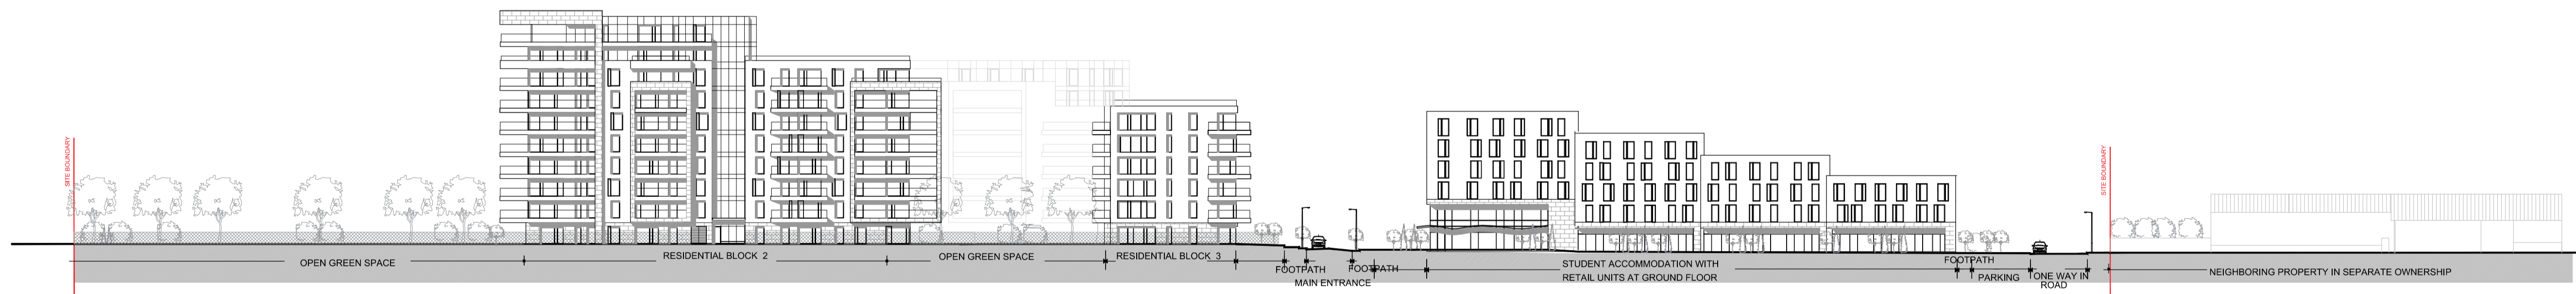 SITE BOUNDARY
OPEN GREEN SPACE
RESIDENTIAL BLOCK 2
OPEN GREEN SPACE
RESIDENTIAL BLOCK 3
FOOTPATH
MAIN ENTRANCE
FOOTPATH
STUDENT ACCOMMODATION WITH
RETAIL UNITS AT GROUND FLOOR
FOOTPATH
PARKING
ONE WAY IN
ROAD
SITE BOUNDARY
NEIGHBORING PROPERTY IN SEPARATE OWNERSHIP